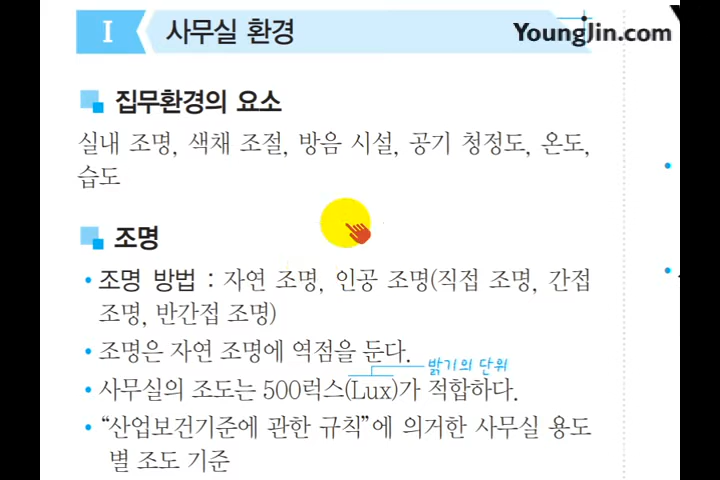 I 사무실 환경
YoungJin.com
집무환경의 요소
실내 조명, 색채 조절, 방음 시설, 공기 청정도, 온도,
습도
조명
• 조명 방법 : 자연 조명, 인공 조명(직접 조명, 간접
조명, 반간접 조명)
• 조명은 자연 조명에 역점을 둔다.
밝기의 단위
• 사무실의 조도는 500럭스(Lux)가 적합하다.
• “산업보건기준에 관한 규칙”에 의거한 사무실 용도
별 조도 기준